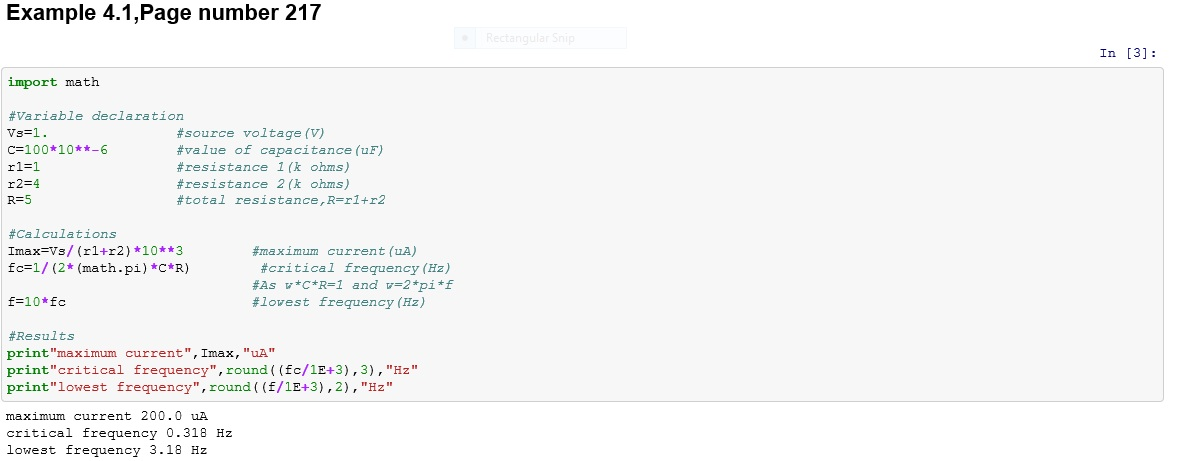 Example 4.1,Page number 217
Rectangular Snip
In [3]:
import math
#Variable declaration
Vs=1. #source voltage(V)
C=100*10**-6 #value of capacitance(uF)
r1=1 #resistance 1(k ohms)
r2=4 #resistance 2(k ohms)
R=5 #total resistance,R=r1+r2
#Calculations
Imax=Vs/(r1+r2)*10**3 #maximum current(uA)
fc=1/(2*(math.pi)*C*R) #critical frequency(Hz)
#As w*C*R=1 and w=2*pi*f
f=10*fc #lowest frequency(Hz)
#Results
print"maximum current",Imax,"uA"
print"critical frequency",round((fc/1E+3),3),"Hz"
print"lowest frequency",round((f/1E+3),2),"Hz"
maximum current 200.0 uA
critical frequency 0.318 Hz
lowest frequency 3.18 Hz